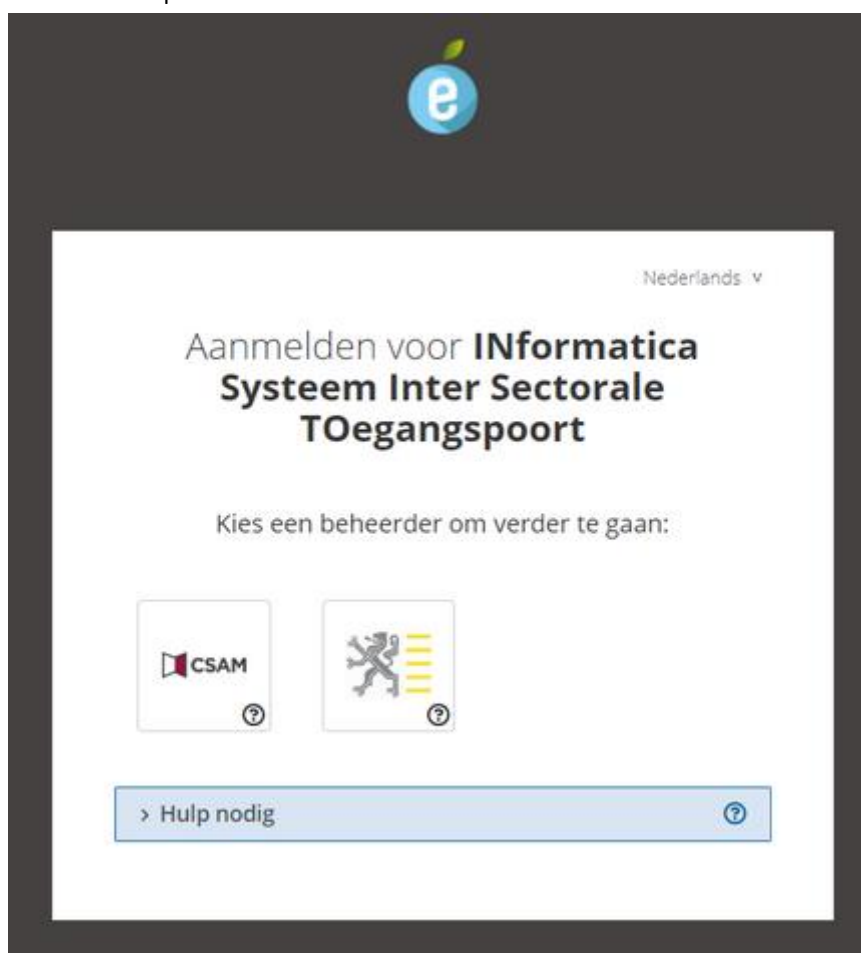 e
Nederlands v
Aanmelden voor INformatica
Systeem Inter Sectorale
TOegangspoort
Kies een beheerder om verder te gaan:
CSAM
?
?
> Hulp nodig ?